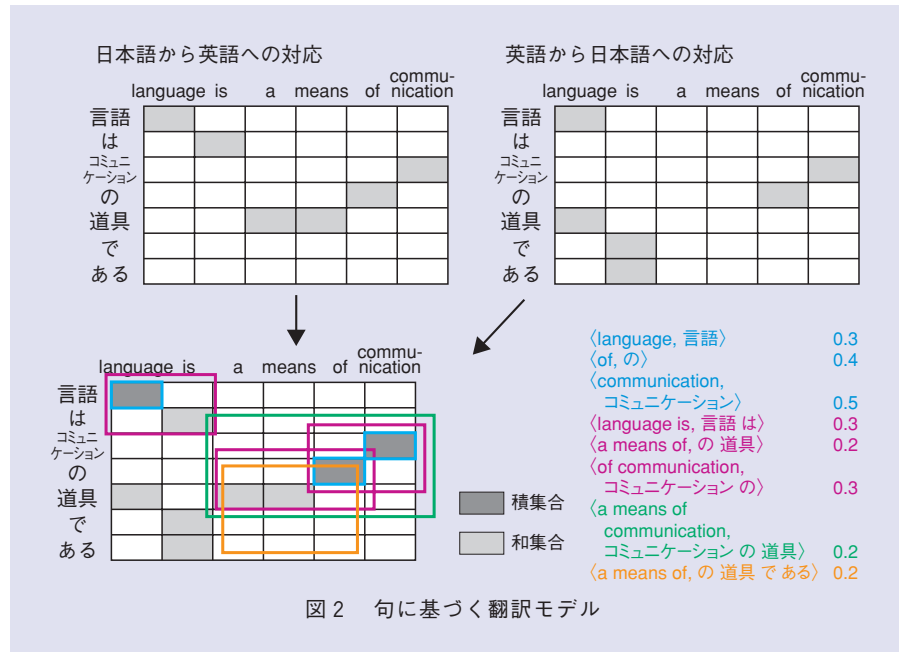 日本語から英語への対応
language is a means of commu-
nication
言語
は
コミュニ
ケーション
の
道具
で
ある
英語から日本語への対応
language is a means of commu-
nication
言語
は
コミュニ
ケーション
の
道具
で
ある
language is a means of commu-
nication
言語
は
コミュニ
ケーション
の
道具
で
ある
積集合
和集合
〈language, 言語〉 0.3
〈of, の〉 0.4
〈communication,
コミュニケーション〉 0.5
〈language is, 言語 は〉 0.3
〈a means of, の 道具〉 0.2
〈of communication,
コミュニケーション の〉 0.3
〈a means of
communication,
コミュニケーション の 道具〉 0.2
〈a means of, の 道具 で ある〉 0.2
図2 句に基づく翻訳モデル